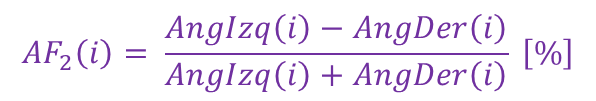 AF₂(i) = (AngIzq(i) − AngDer(i)) / (AngIzq(i) + AngDer(i)) [%]